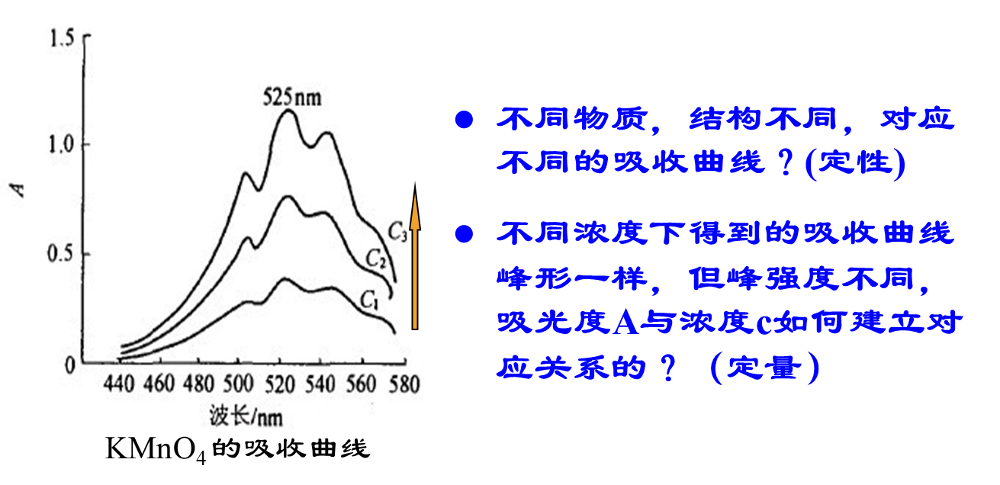 1.5
525nm
1.0
A
0.5
C3
C2
C1
0
440 460 480 500 520 540 560 580
波长/nm
KMnO4的吸收曲线
● 不同物质，结构不同，对应
不同的吸收曲线？(定性)
● 不同浓度下得到的吸收曲线
峰形一样，但峰强度不同，
吸光度A与浓度c如何建立对
应关系的？（定量）